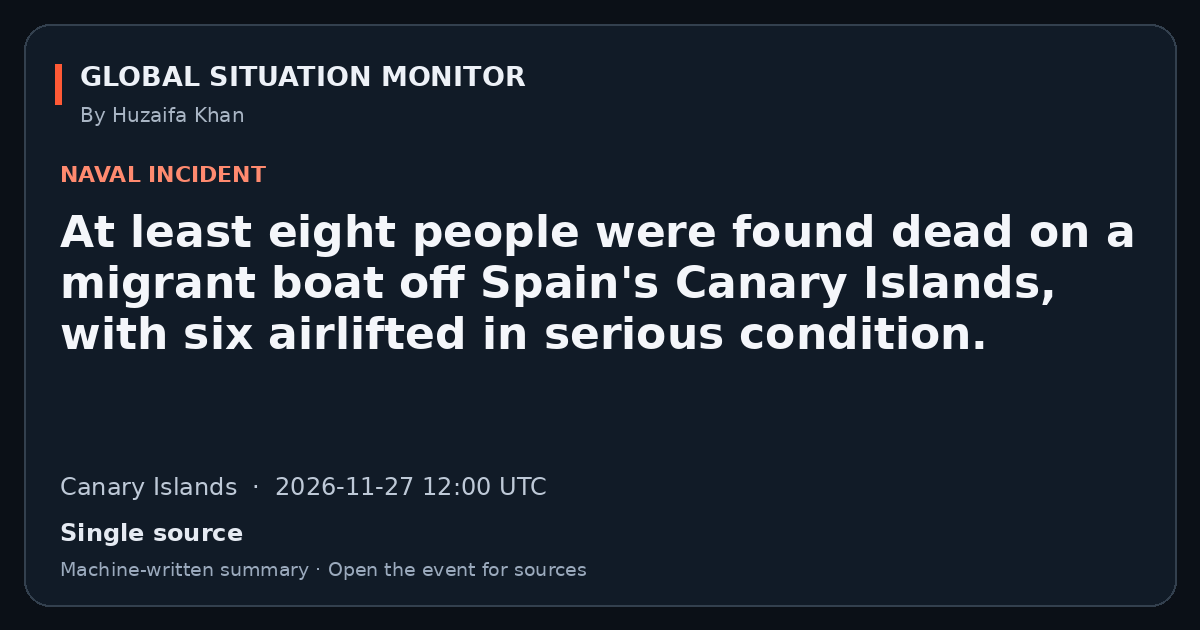 GLOBAL SITUATION MONITOR
By Huzaifa Khan
NAVAL INCIDENT
At least eight people were found dead on a
migrant boat off Spain's Canary Islands,
with six airlifted in serious condition.
Canary Islands · 2026-11-27 12:00 UTC
Single source
Machine-written summary · Open the event for sources